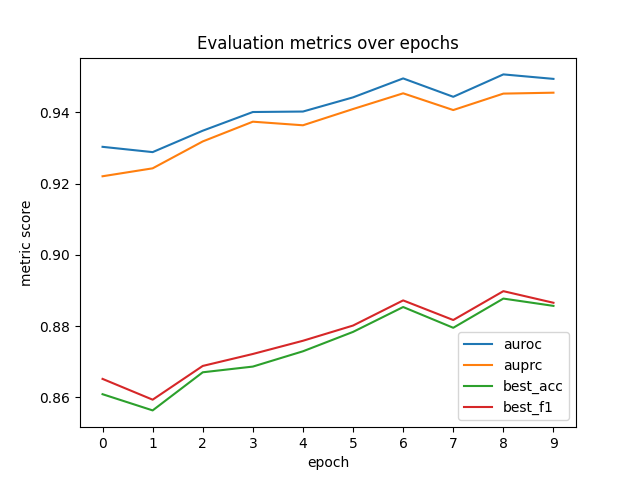 Evaluation metrics over epochs
metric score
0.94
0.92
0.90
0.88
0.86
auroc
auprc
best_acc
best_f1
0 1 2 3 4 5 6 7 8 9
epoch